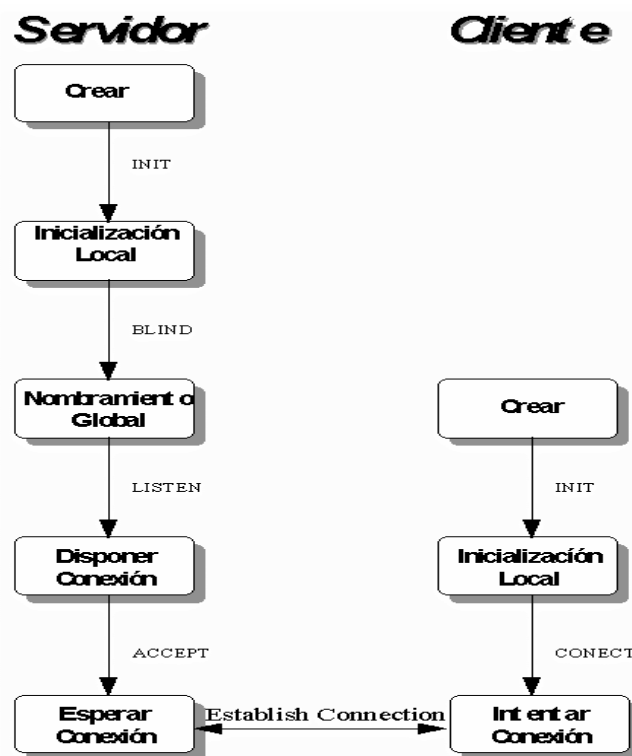 Servidor
Cliente
Crear
INIT
Inicialización
Local
BLIND
Nombramiento
Global
LISTEN
Disponer
Conexión
ACCEPT
Esperar
Conexión
Establish Connection
Crear
INIT
Inicialización
Local
CONECT
Intentar
Conexión